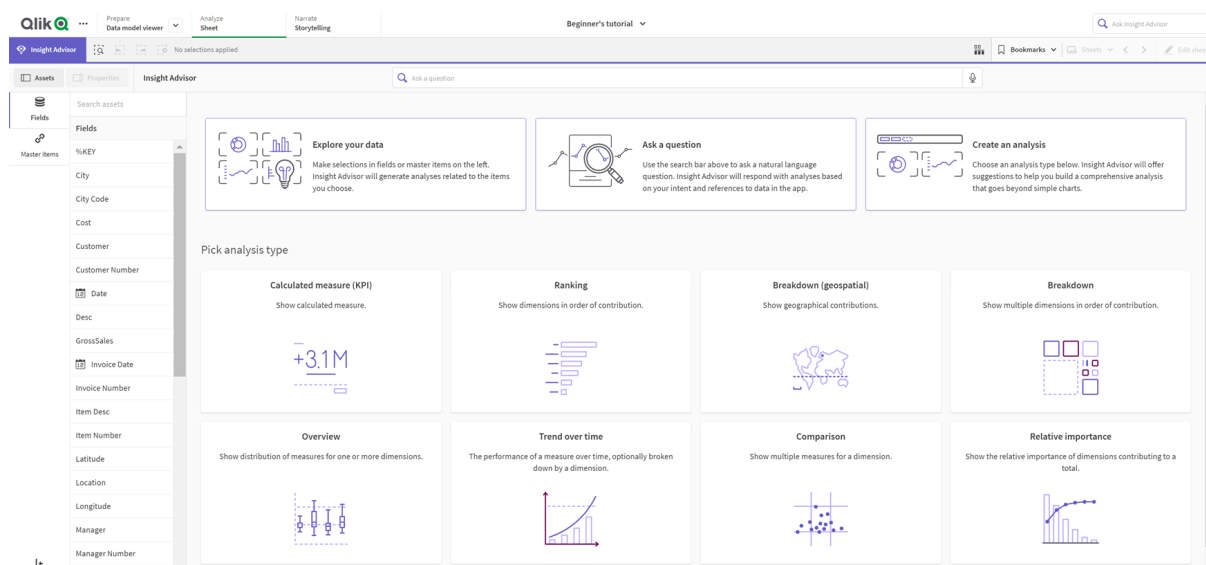 Qlik
Prepare
Data model viewer
Analyze
Sheet
Narrate
Storytelling
Beginner's tutorial
Ask Insight Advisor
Insight Advisor
No selections applied
Bookmarks
Sheets
Edit shee
Assets
Properties
Insight Advisor
Ask a question
Fields
Master items
Search assets
Fields
%KEY
City
City Code
Cost
Customer
Customer Number
Date
Desc
GrossSales
Invoice Date
Invoice Number
Item Desc
Item Number
Latitude
Location
Longitude
Manager
Manager Number
Explore your data
Make selections in fields or master items on the left.
Insight Advisor will generate analyses related to the items
you choose.
Ask a question
Use the search bar above to ask a natural language
question. Insight Advisor will respond with analyses based
on your intent and references to data in the app.
Create an analysis
Choose an analysis type below. Insight Advisor will offer
suggestions to help you build a comprehensive analysis
that goes beyond simple charts.
Pick analysis type
Calculated measure (KPI)
Show calculated measure.
+3.1M
Ranking
Show dimensions in order of contribution.
Breakdown (geospatial)
Show geographical contributions.
Breakdown
Show multiple dimensions in order of contribution.
Overview
Show distribution of measures for one or more dimensions.
Trend over time
The performance of a measure over time, optionally broken
down by a dimension.
Comparison
Show multiple measures for a dimension.
Relative importance
Show the relative importance of dimensions contributing to a
total.